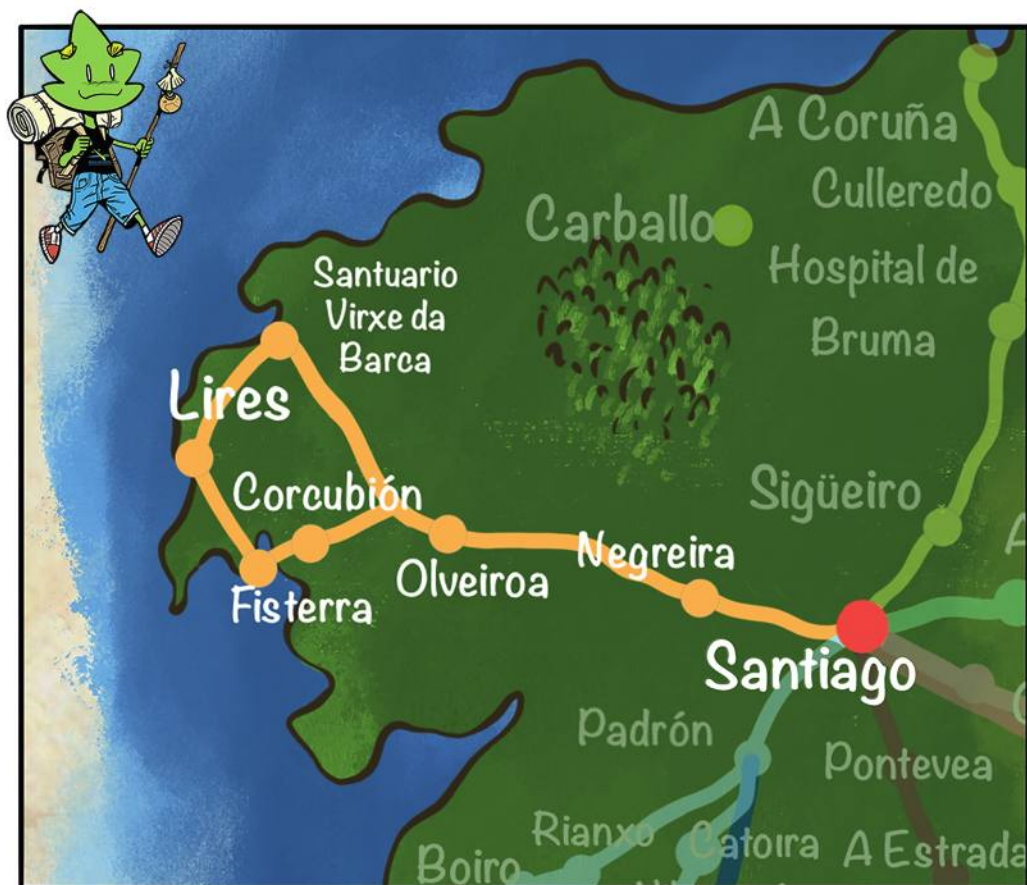 A Coruña
Culleredo
Carballo
Hospital de
Bruma
Santuario
Virxe da
Barca
Lires
Corcubión
Sigüeiro
Negreira
Olveiroa
Fisterra
Santiago
Padrón
Pontevea
Rianxo
Catoira
A Estrada
Boiro